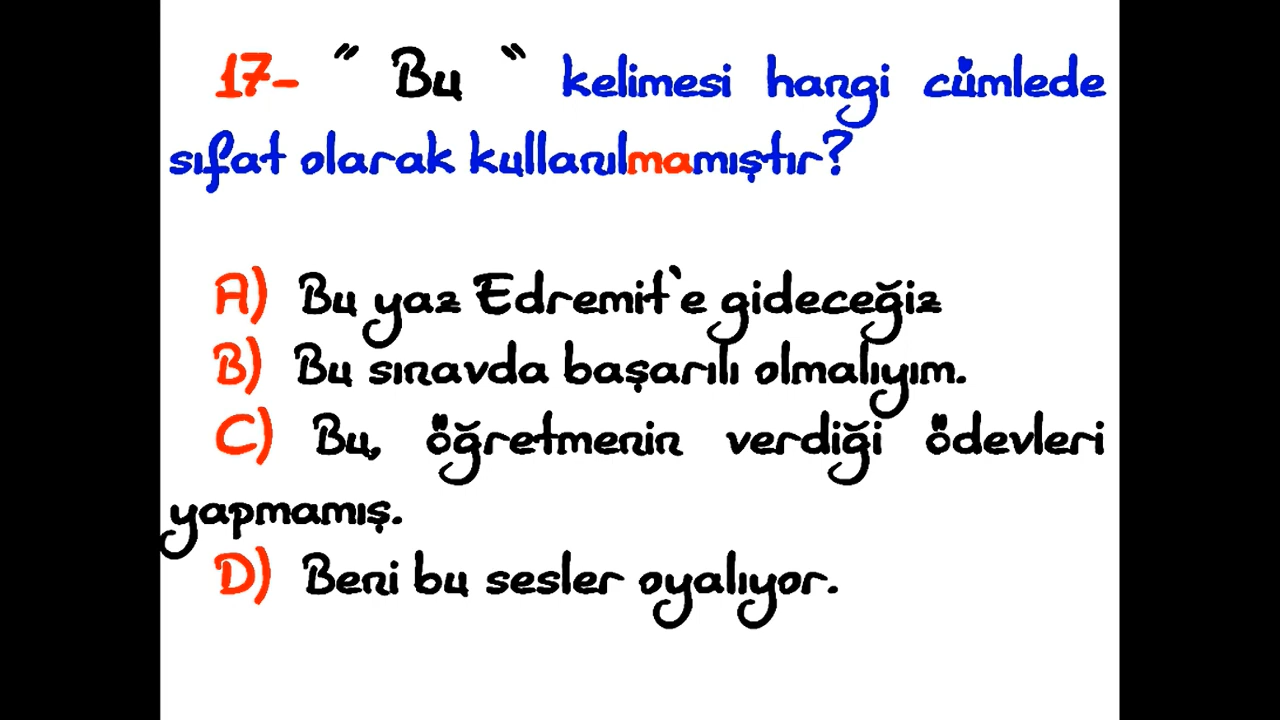 17- " Bu " kelimesi hangi cümlede
sıfat olarak kullanılmamıştır?
A) Bu yaz Edremit'e gideceğiz
B) Bu sınavda başarılı olmalıyım.
C) Bu, öğretmenin verdiği ödevleri
yapmamış.
D) Beni bu sesler oyalıyor.